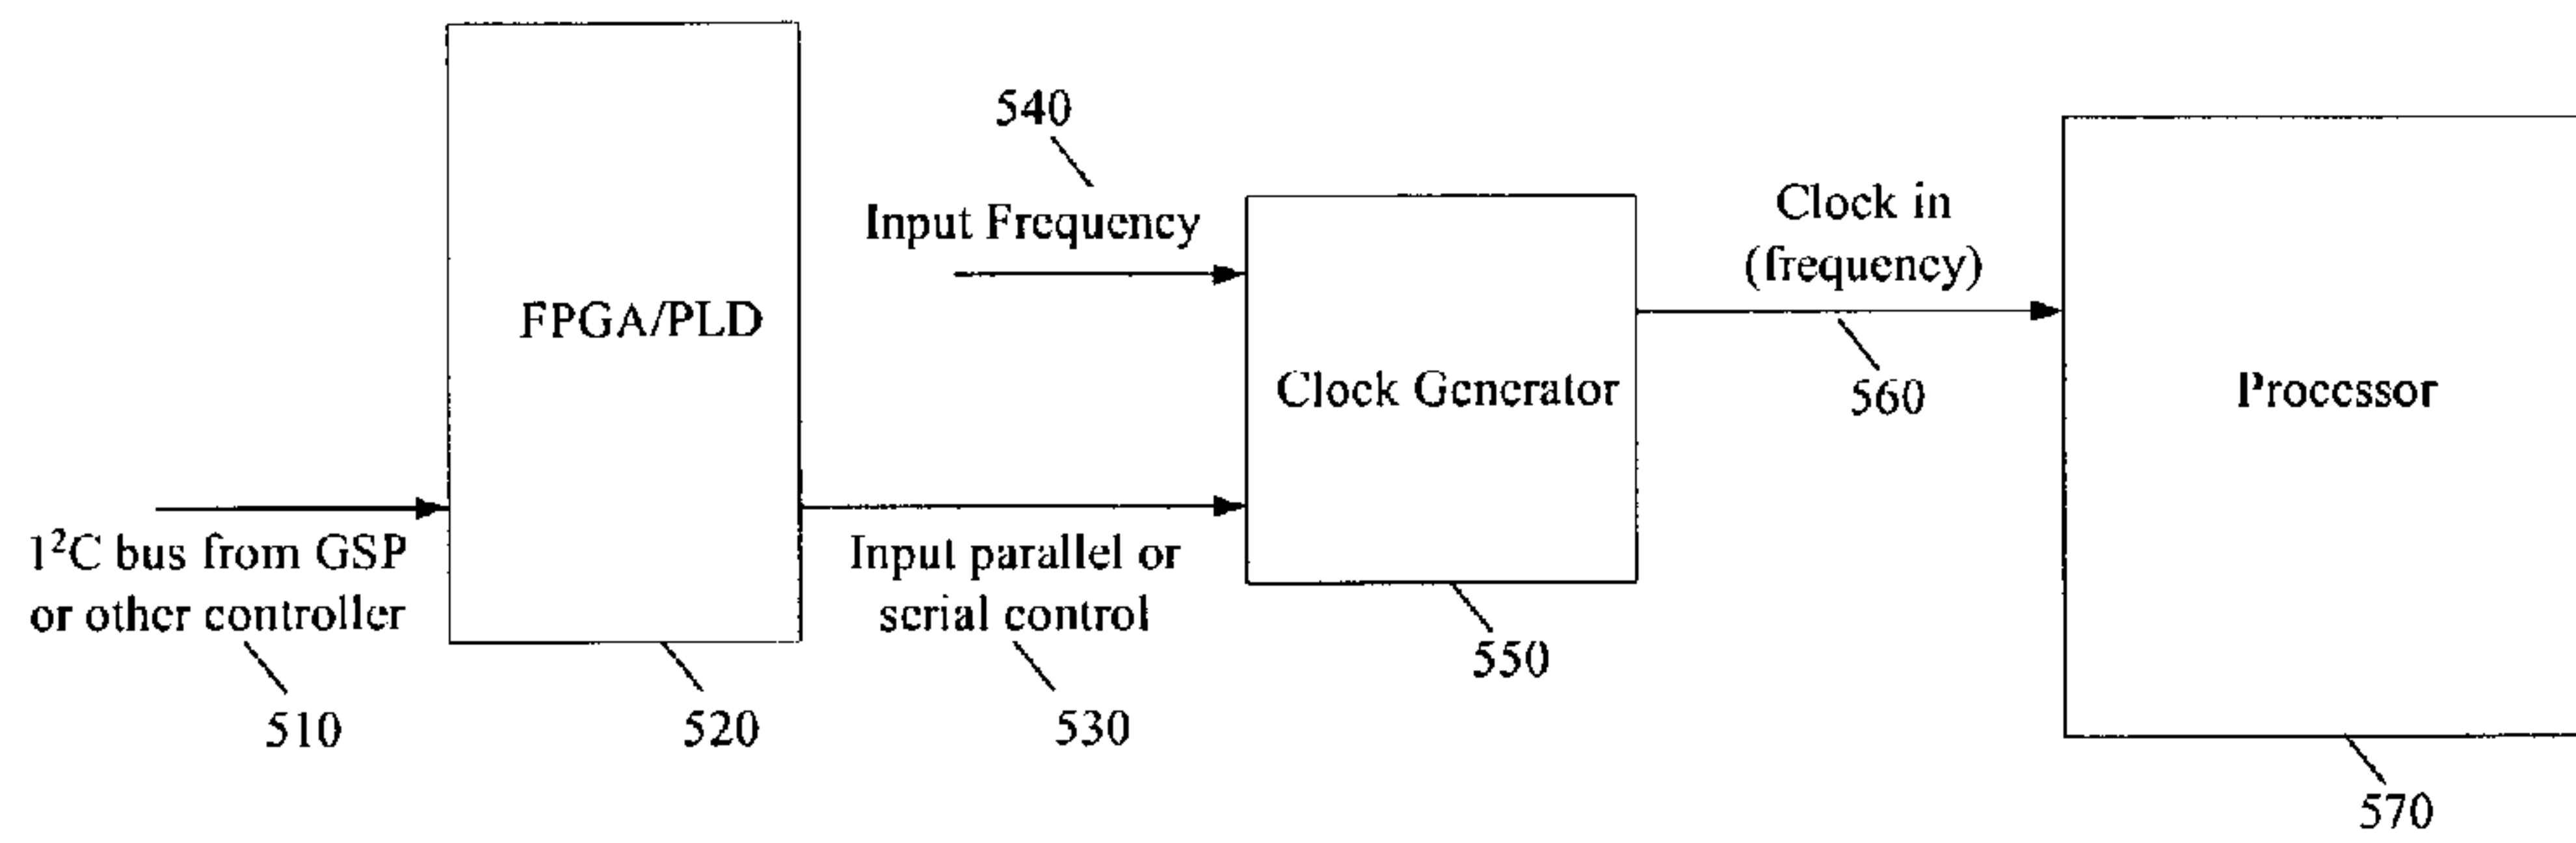 540
Input Frequency
Clock in
(frequency)
FPGA/PLD
Clock Generator
560
Processor
I²C bus from GSP
or other controller
Input parallel or
serial control
550
510
520
530
570